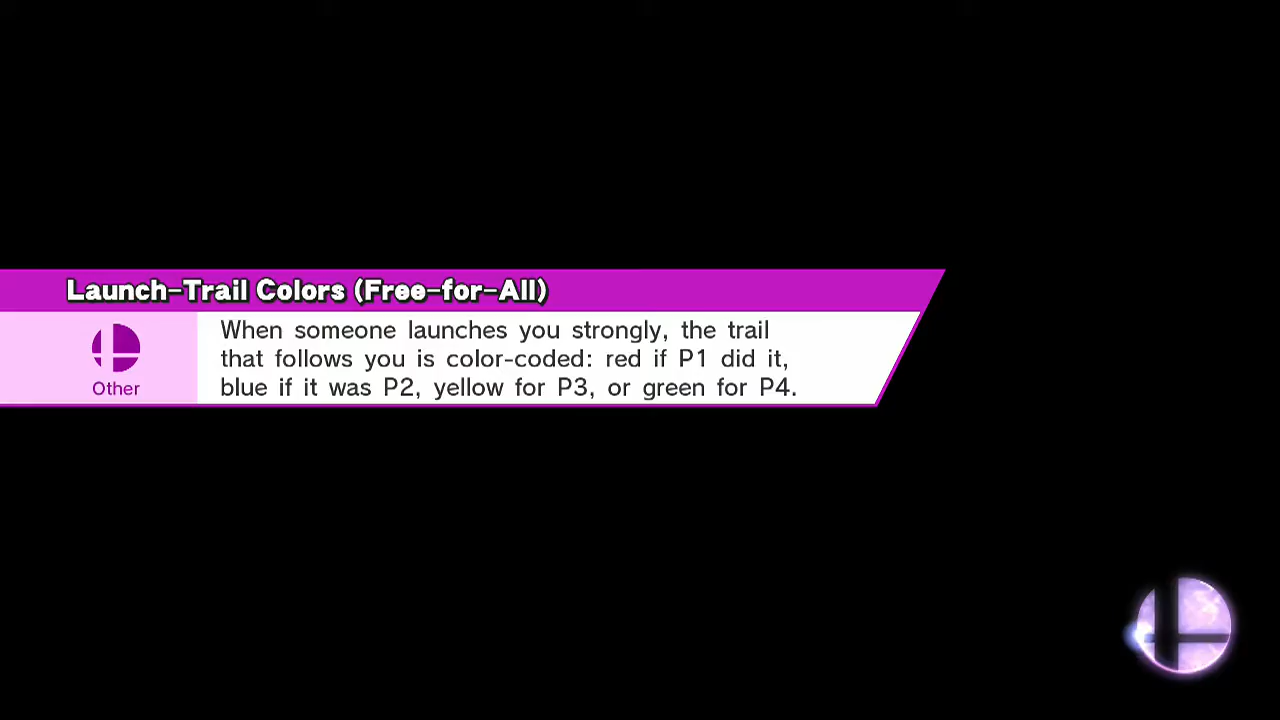 Launch-Trail Colors (Free-for-All)
Other
When someone launches you strongly, the trail
that follows you is color-coded: red if P1 did it,
blue if it was P2, yellow for P3, or green for P4.